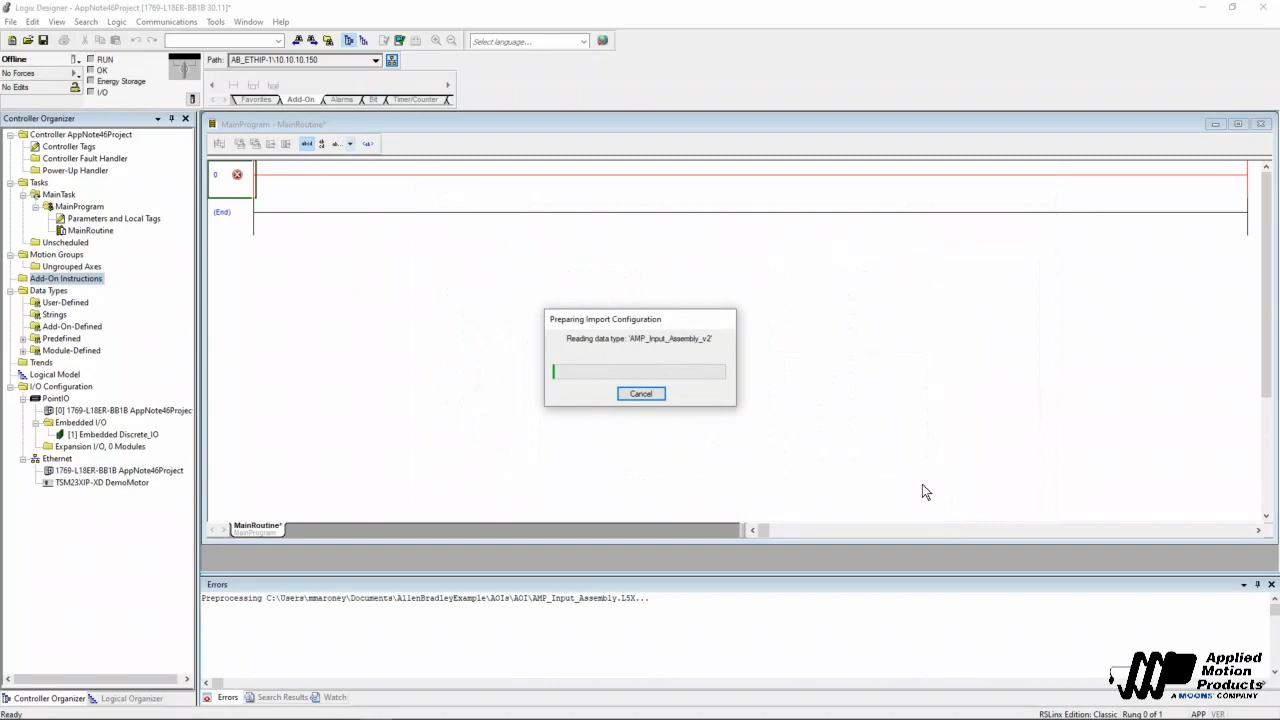 Logix Designer - AppNote46Project [1769-L18ER-BB1B 30.11]*
File Edit View Search Logic Communications Tools Window Help
Select language...
Offline
No Forces
No Edits
RUN
OK
Energy Storage
I/O
Path: AB_ETHIP-1\10.10.10.150
Favorites Add-On Alarms Bit Timer/Counter
Controller Organizer
Controller AppNote46Project
Controller Tags
Controller Fault Handler
Power-Up Handler
Tasks
MainTask
MainProgram
Parameters and Local Tags
MainRoutine
Unscheduled
Motion Groups
Ungrouped Axes
Add-On Instructions
Data Types
User-Defined
Strings
Add-On-Defined
Predefined
Module-Defined
Trends
Logical Model
I/O Configuration
PointIO
[0] 1769-L18ER-BB1B AppNote46Projec
Embedded I/O
[1] Embedded Discrete_IO
Expansion I/O, 0 Modules
Ethernet
1769-L18ER-BB1B AppNote46Project
TSM23XIP-XD DemoMotor
Controller Organizer Logical Organizer
MainProgram - MainRoutine*
0
(End)
Preparing Import Configuration
Reading data type: 'AMP_Input_Assembly_v2'
Cancel
MainRoutine*
MainProgram
Errors
Preprocessing C:\Users\mmaroney\Documents\AllenBradleyExample\AOIs\AOI\AMP_Input_Assembly.L5X...
Errors Search Results Watch
Applied
Motion
Products
A MOONS' COMPANY
Ready
RSLinx Edition: Classic Rung 0 of 1 APP VER